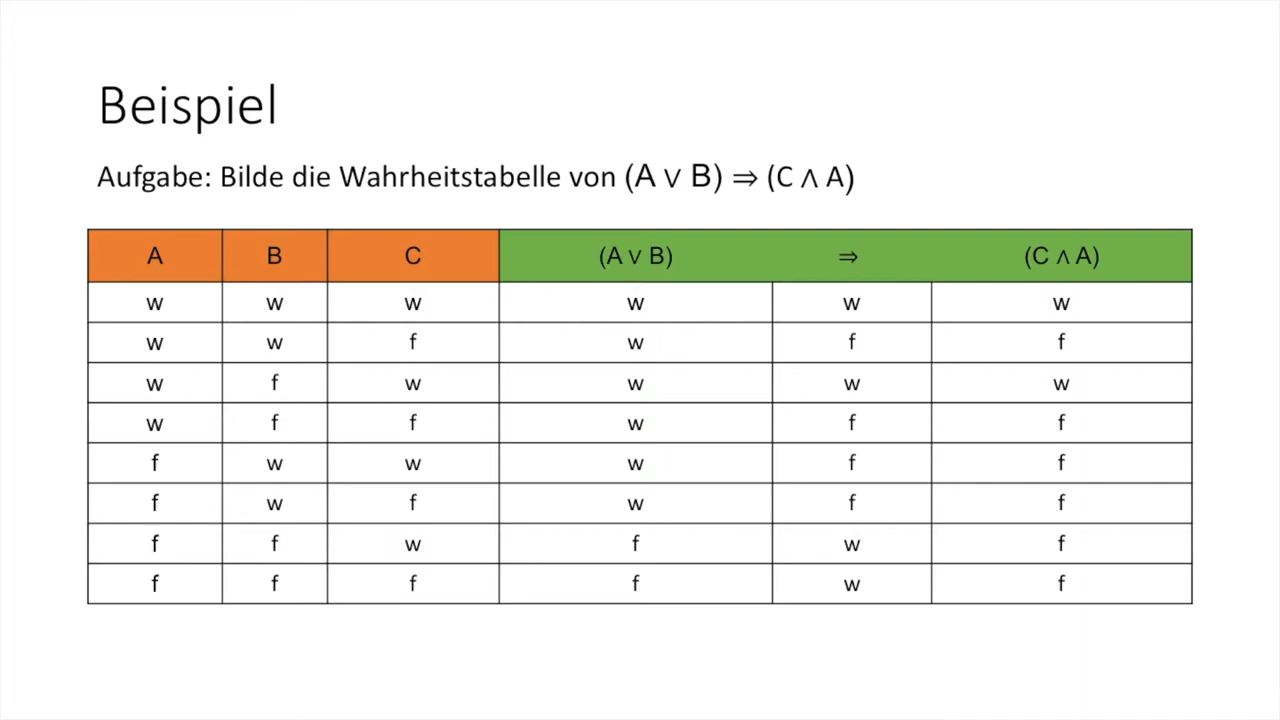 Beispiel
Aufgabe: Bilde die Wahrheitstabelle von (A ∨ B) ⇒ (C ∧ A)
A B C (A ∨ B) ⇒ (C ∧ A)
w w w w w w
w w f w f f
w f w w w w
w f f w f f
f w w w f f
f w f w f f
f f w f w f
f f f f w f